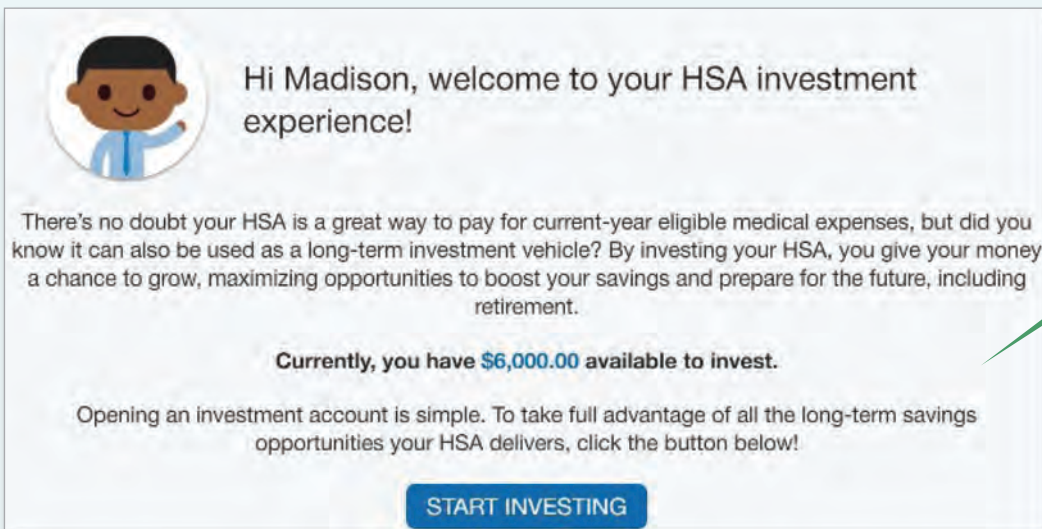 Hi Madison, welcome to your HSA investment
experience!
There's no doubt your HSA is a great way to pay for current-year eligible medical expenses, but did you
know it can also be used as a long-term investment vehicle? By investing your HSA, you give your money
a chance to grow, maximizing opportunities to boost your savings and prepare for the future, including
retirement.
Currently, you have $6,000.00 available to invest.
Opening an investment account is simple. To take full advantage of all the long-term savings
opportunities your HSA delivers, click the button below!
START INVESTING